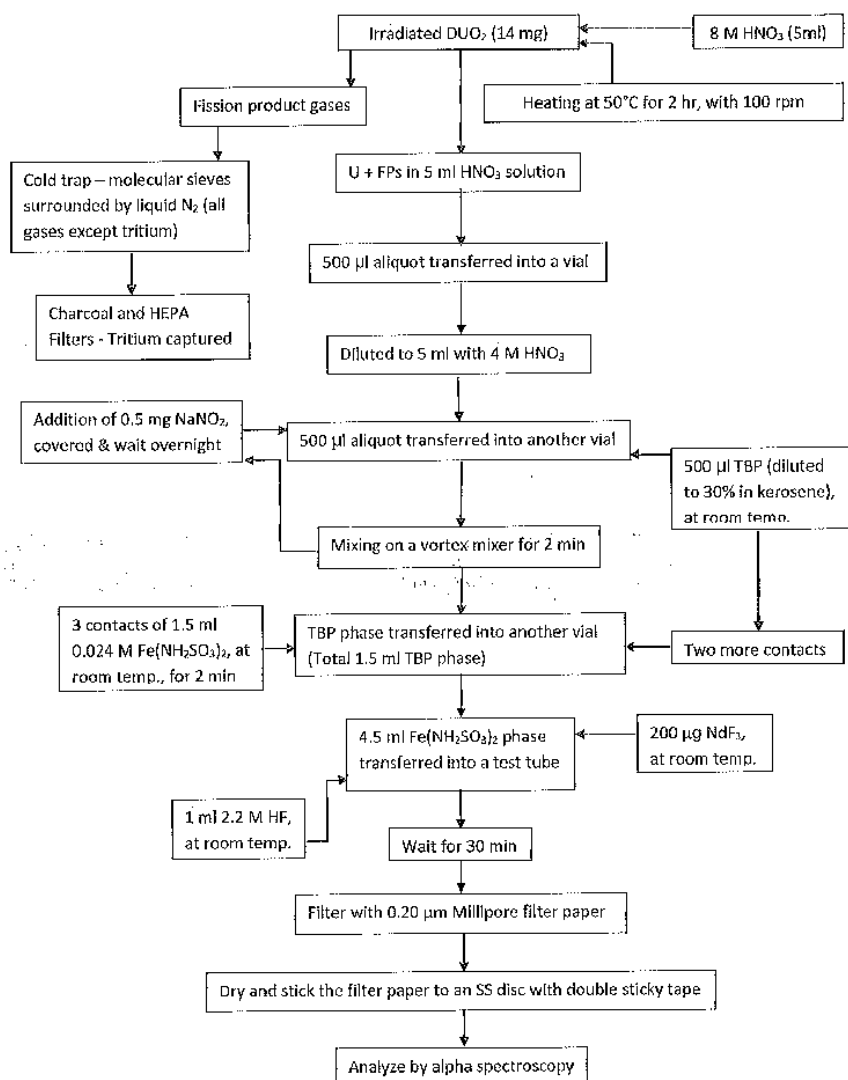 Irradiated DUO₂ (14 mg)
8 M HNO₃ (5ml)
Fission product gases
Heating at 50°C for 2 hr, with 100 rpm
Cold trap – molecular sieves
surrounded by liquid N₂ (all
gases except tritium)
U + FPs in 5 ml HNO₃ solution
500 µl aliquot transferred into a vial
Charcoal and HEPA
Filters - Tritium captured
Diluted to 5 ml with 4 M HNO₃
Addition of 0.5 mg NaNO₂,
covered & wait overnight
500 µl aliquot transferred into another vial
500 µl TBP (diluted
to 30% in kerosene),
at room temp.
Mixing on a vortex mixer for 2 min
3 contacts of 1.5 ml
0.024 M Fe(NH₂SO₃)₂, at
room temp., for 2 min
TBP phase transferred into another vial
(Total 1.5 ml TBP phase)
Two more contacts
4.5 ml Fe(NH₂SO₃)₂ phase
transferred into a test tube
200 µg NdF₃,
at room temp.
1 ml 2.2 M HF,
at room temp.
Wait for 30 min
Filter with 0.20 µm Millipore filter paper
Dry and stick the filter paper to an SS disc with double sticky tape
Analyze by alpha spectroscopy